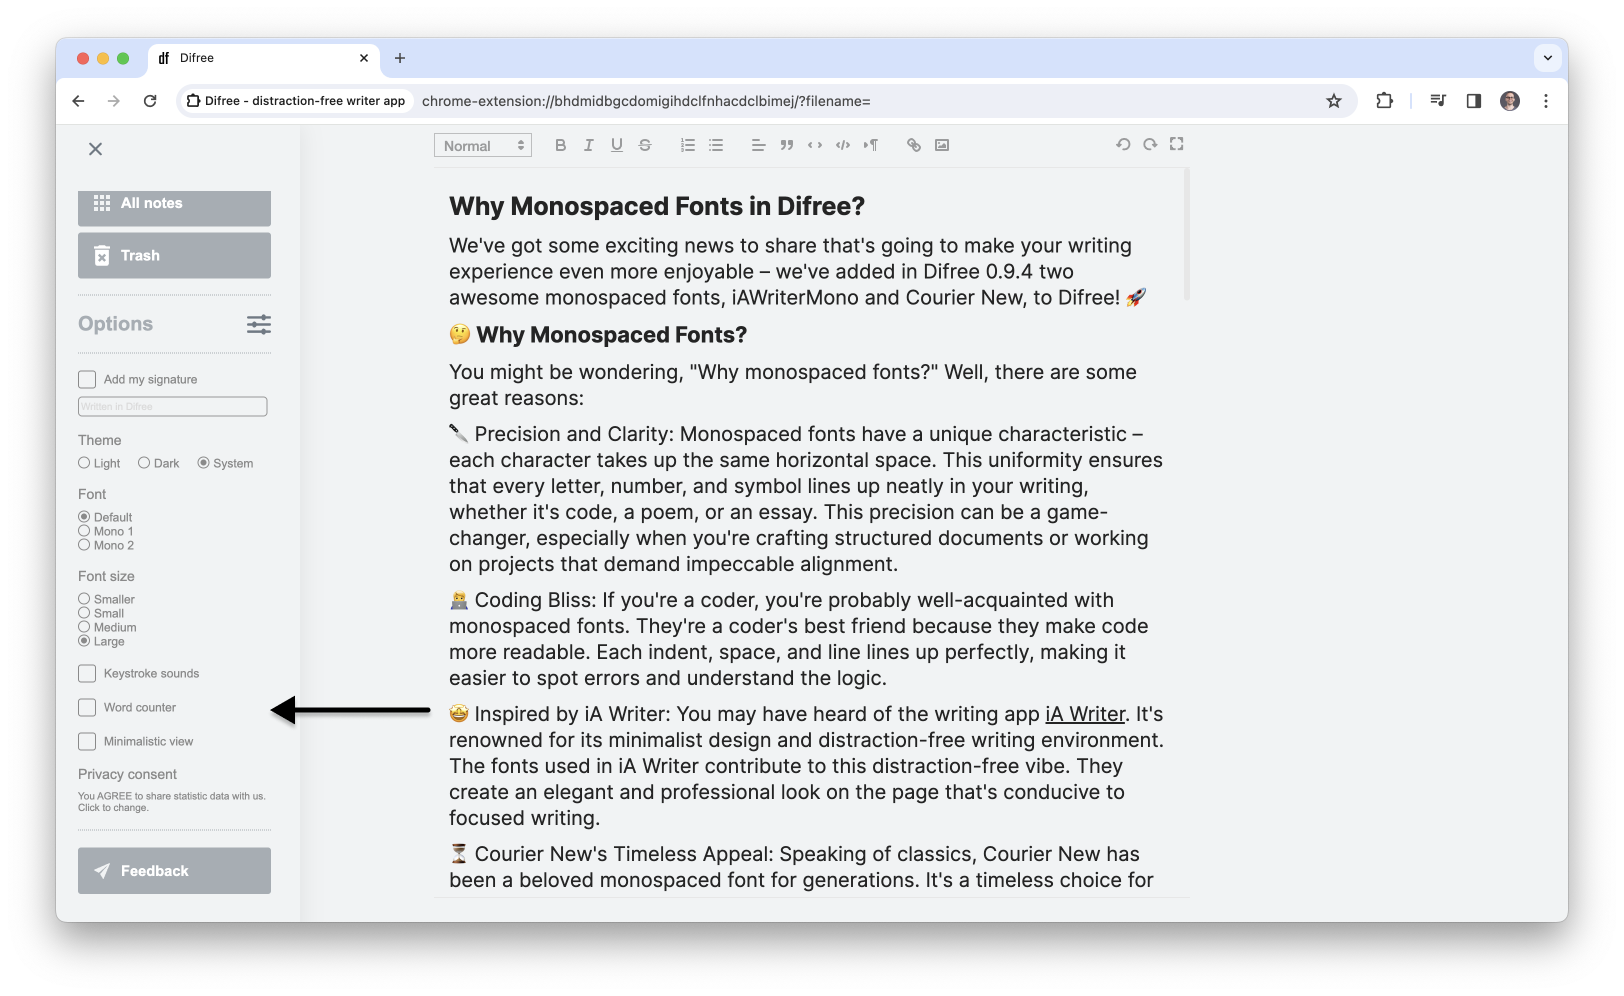 df Difree
Difree - distraction-free writer app chrome-extension://bhdmidbgcdomigihdclfnhacdclbimej/?filename=
All notes
Trash
Options
Add my signature
Written in Difree
Theme
Light Dark System
Font
Default
Mono 1
Mono 2
Font size
Smaller
Small
Medium
Large
Keystroke sounds
Word counter
Minimalistic view
Privacy consent
You AGREE to share statistic data with us.
Click to change.
Feedback
Normal B I U S
Why Monospaced Fonts in Difree?
We've got some exciting news to share that's going to make your writing
experience even more enjoyable – we've added in Difree 0.9.4 two
awesome monospaced fonts, iAWriterMono and Courier New, to Difree! 🚀
🤔 Why Monospaced Fonts?
You might be wondering, "Why monospaced fonts?" Well, there are some
great reasons:
🔪 Precision and Clarity: Monospaced fonts have a unique characteristic –
each character takes up the same horizontal space. This uniformity ensures
that every letter, number, and symbol lines up neatly in your writing,
whether it's code, a poem, or an essay. This precision can be a game-
changer, especially when you're crafting structured documents or working
on projects that demand impeccable alignment.
🧑‍💻 Coding Bliss: If you're a coder, you're probably well-acquainted with
monospaced fonts. They're a coder's best friend because they make code
more readable. Each indent, space, and line lines up perfectly, making it
easier to spot errors and understand the logic.
🤩 Inspired by iA Writer: You may have heard of the writing app iA Writer. It's
renowned for its minimalist design and distraction-free writing environment.
The fonts used in iA Writer contribute to this distraction-free vibe. They
create an elegant and professional look on the page that's conducive to
focused writing.
⏳ Courier New's Timeless Appeal: Speaking of classics, Courier New has
been a beloved monospaced font for generations. It's a timeless choice for